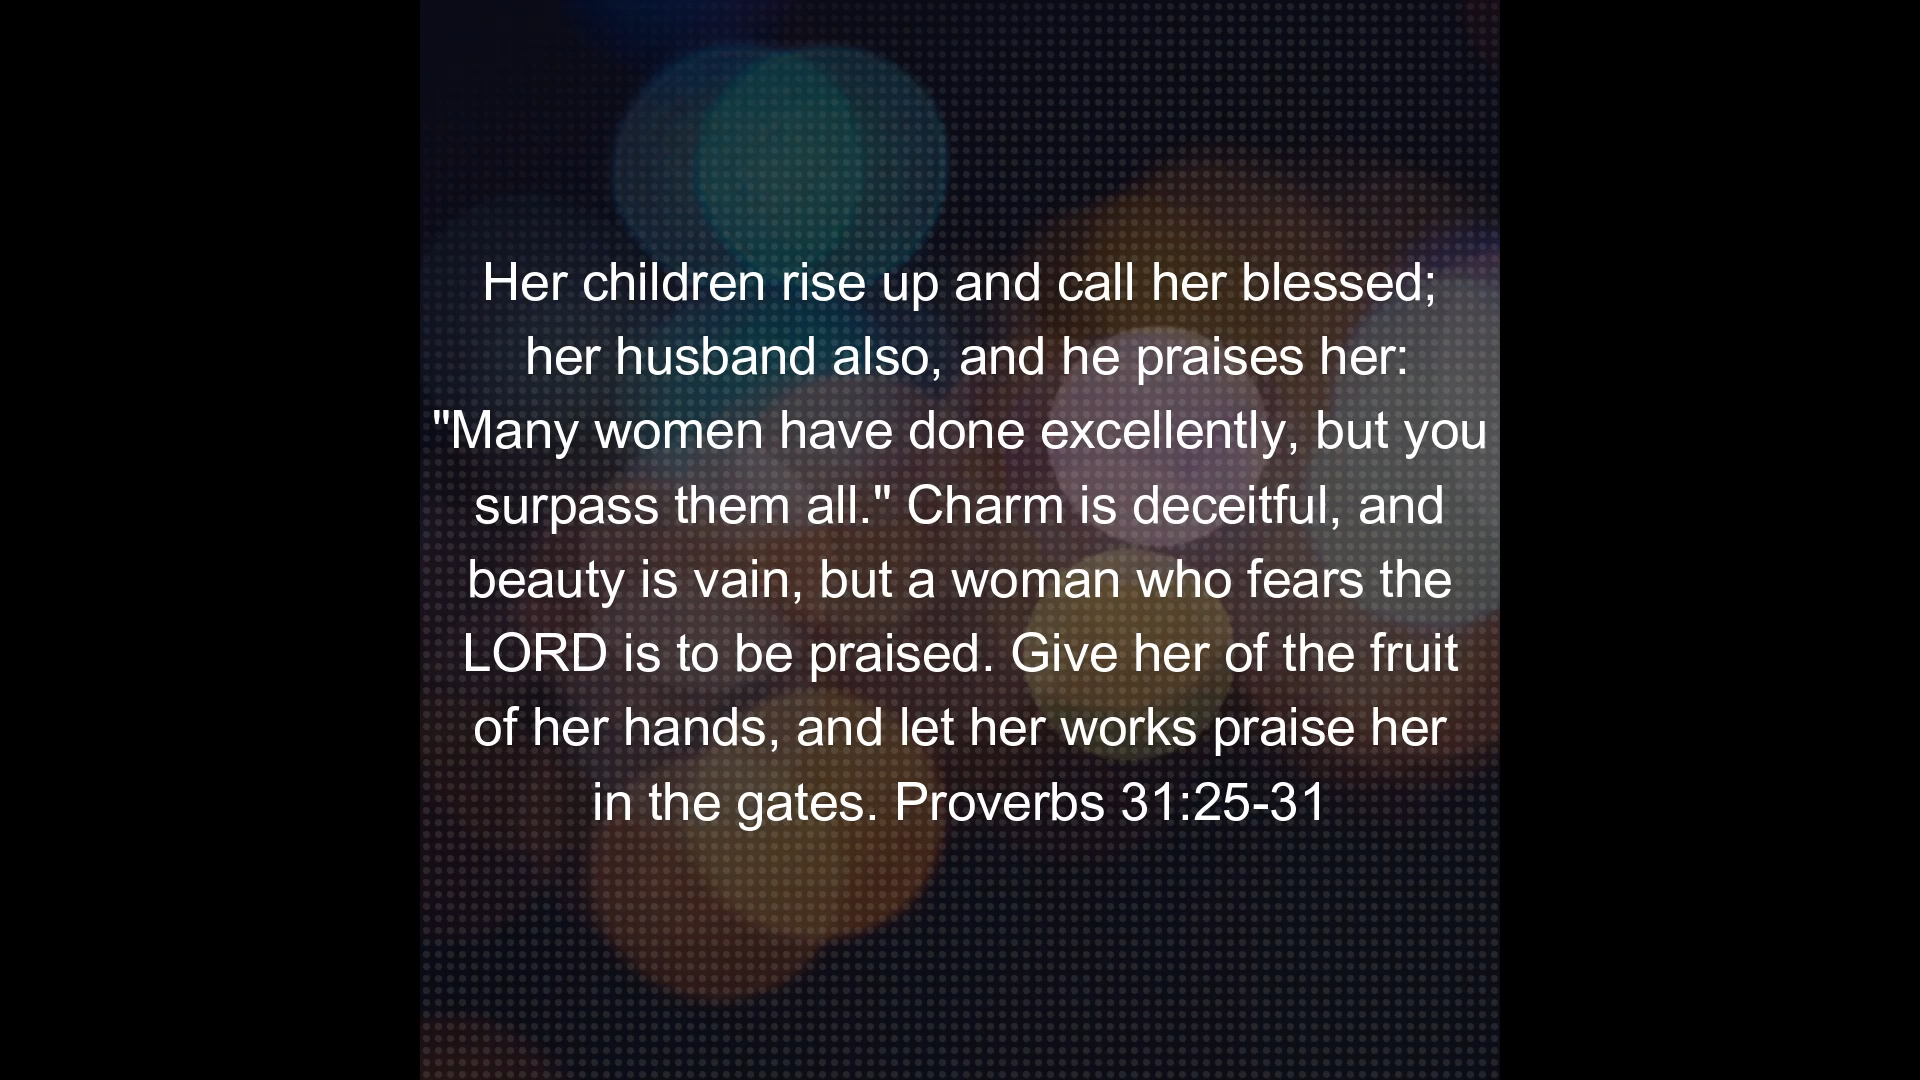 Her children rise up and call her blessed;
her husband also, and he praises her:
"Many women have done excellently, but you
surpass them all." Charm is deceitful, and
beauty is vain, but a woman who fears the
LORD is to be praised. Give her of the fruit
of her hands, and let her works praise her
in the gates. Proverbs 31:25-31